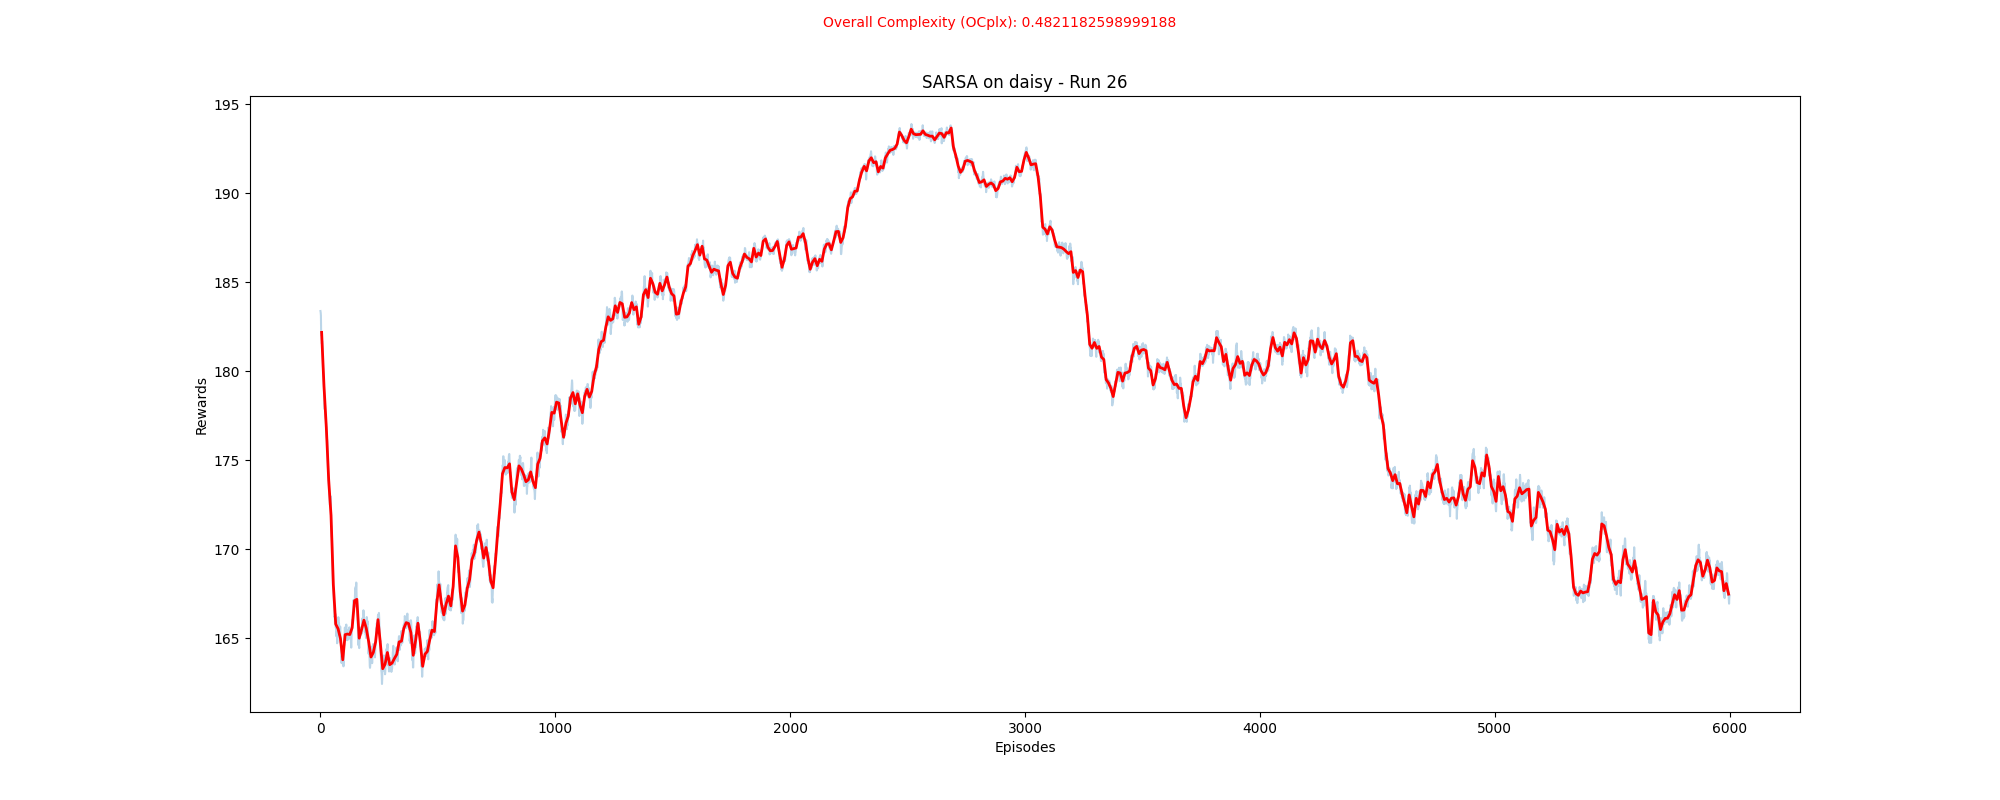 Overall Complexity (OCplx): 0.4821182598999188
SARSA on daisy - Run 26
195
190
185
180
175
170
165
Rewards
0 1000 2000 3000 4000 5000 6000
Episodes